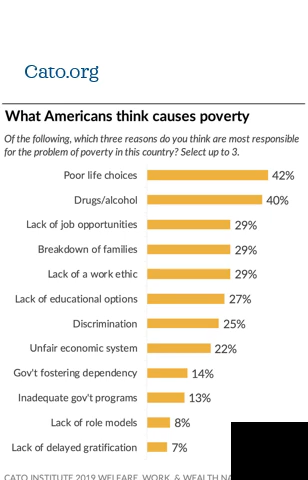 Cato.org
What Americans think causes poverty
Of the following, which three reasons do you think are most responsible
for the problem of poverty in this country? Select up to 3.
Poor life choices 42%
Drugs/alcohol 40%
Lack of job opportunities 29%
Breakdown of families 29%
Lack of a work ethic 29%
Lack of educational options 27%
Discrimination 25%
Unfair economic system 22%
Gov't fostering dependency 14%
Inadequate gov't programs 13%
Lack of role models 8%
Lack of delayed gratification 7%
CATO INSTITUTE 2019 WELFARE, WORK, & WEALTH